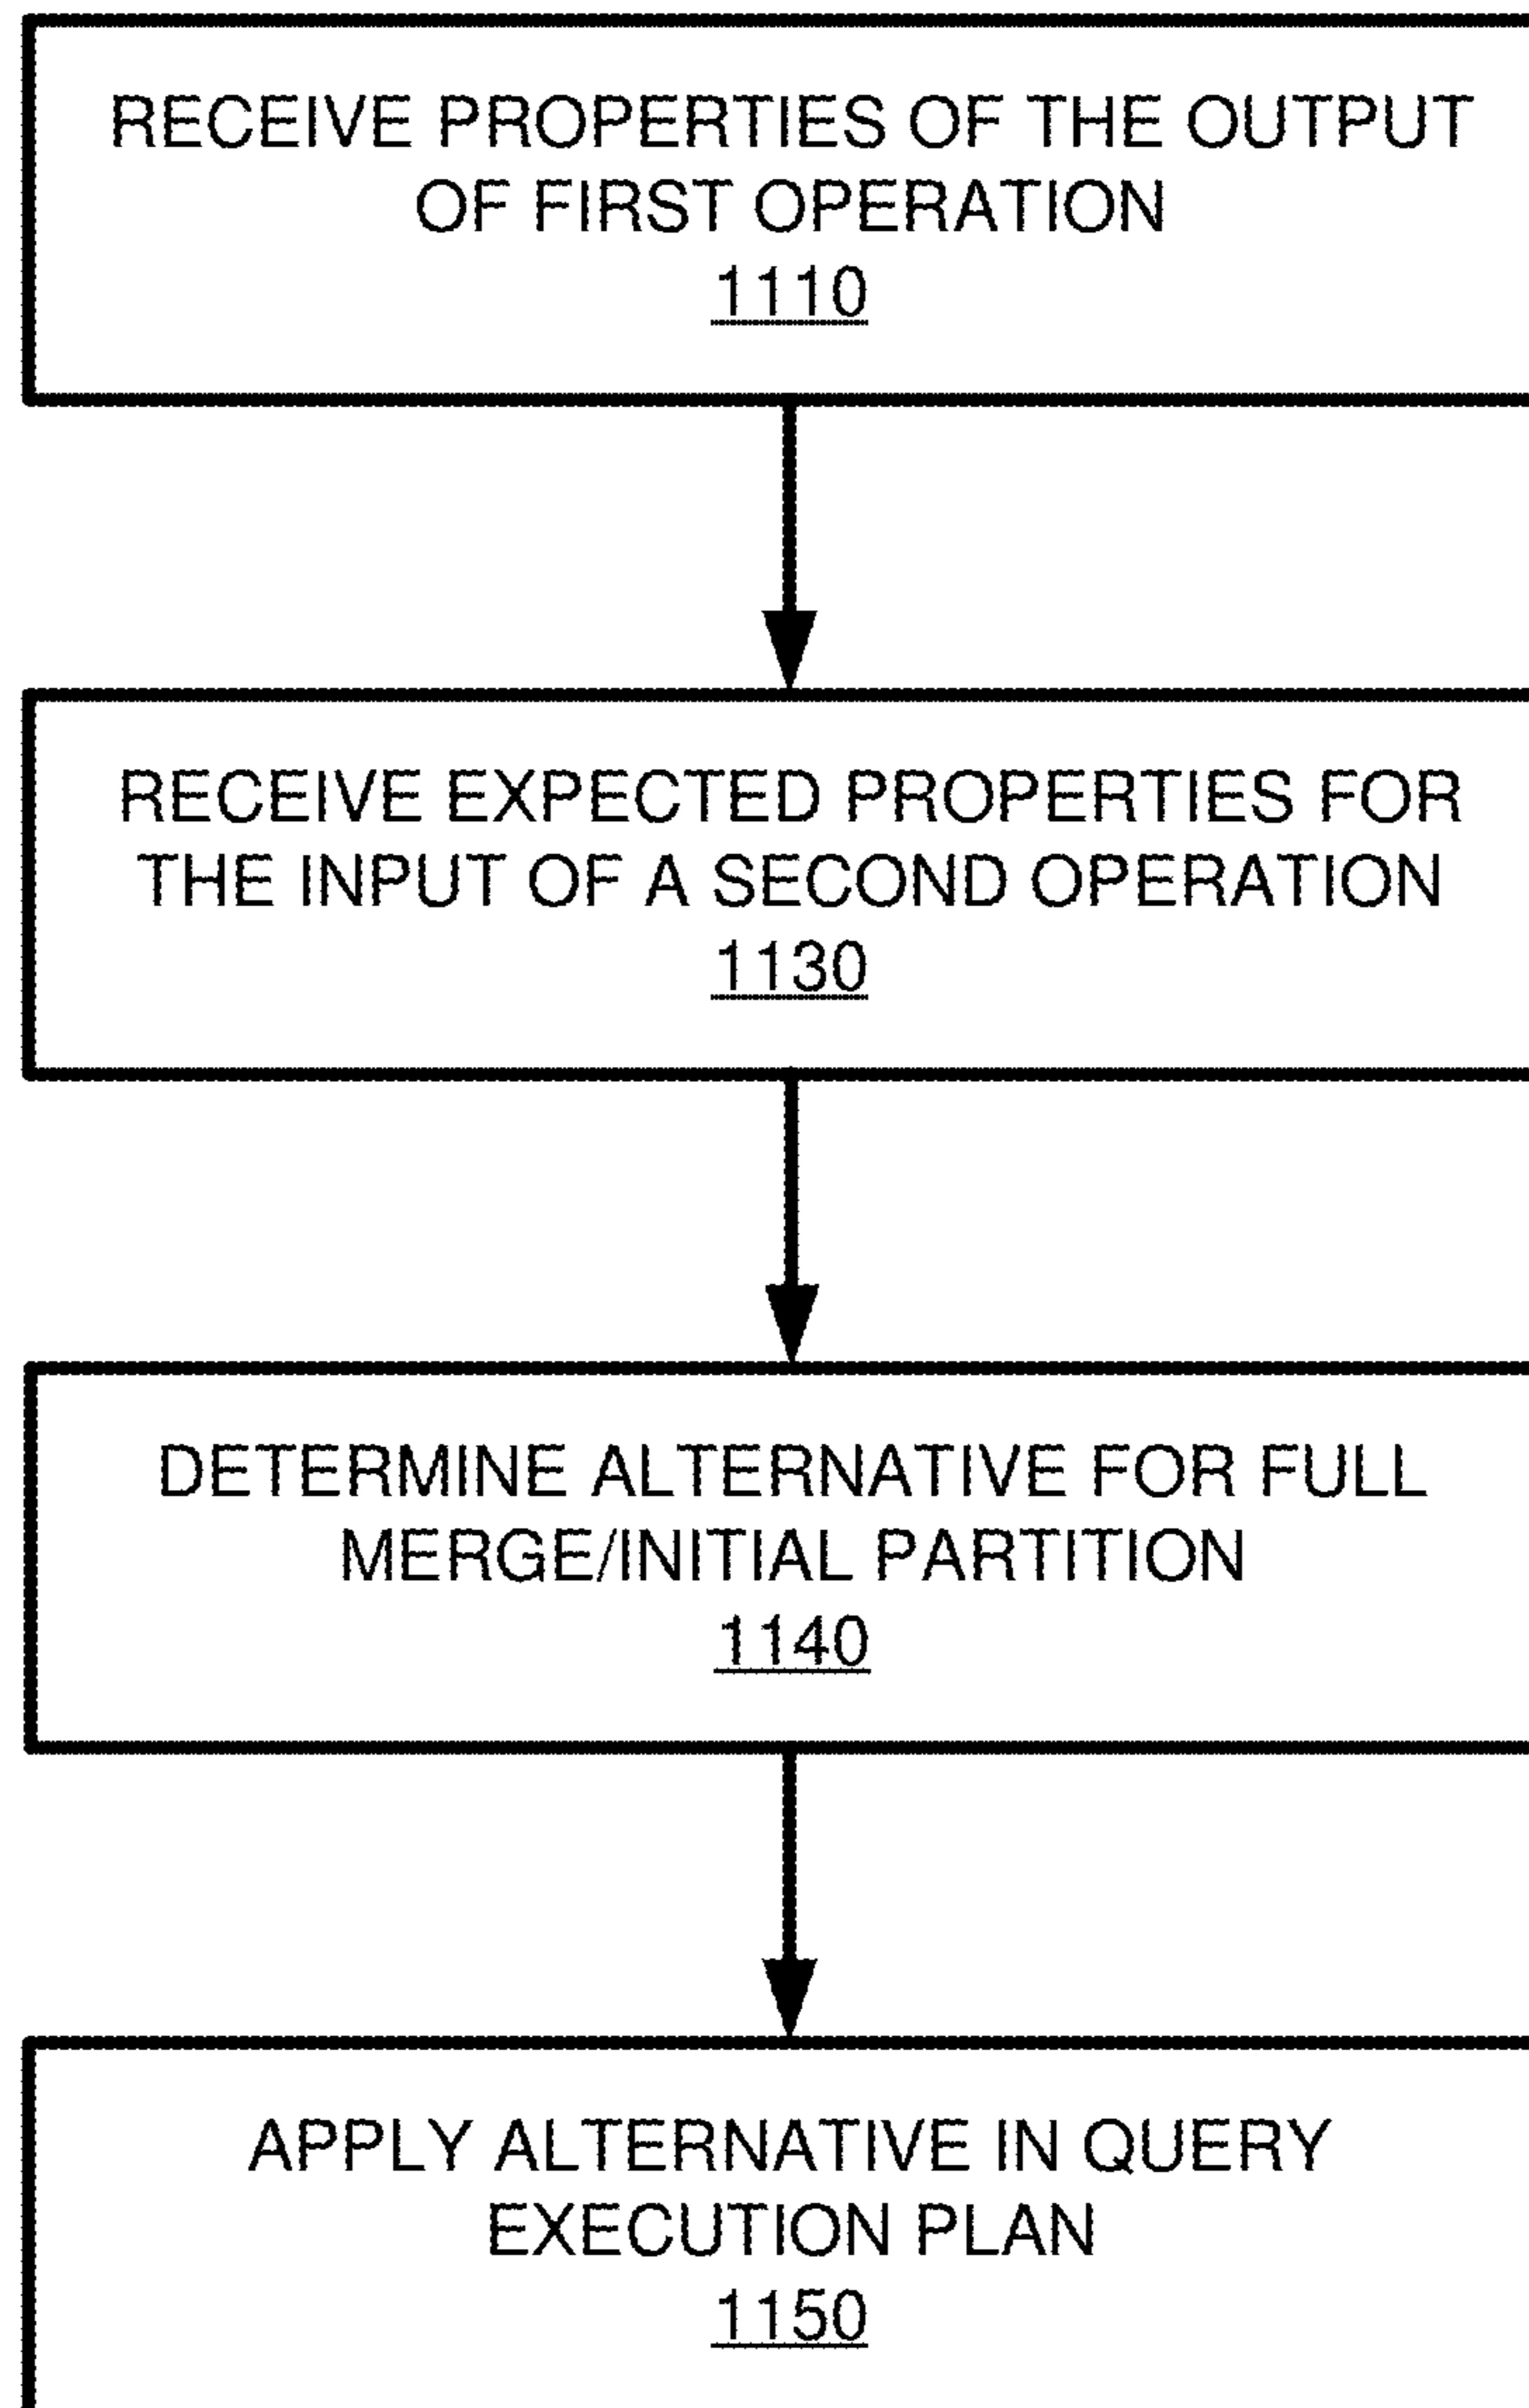 RECEIVE PROPERTIES OF THE OUTPUT
OF FIRST OPERATION
1110
RECEIVE EXPECTED PROPERTIES FOR
THE INPUT OF A SECOND OPERATION
1130
DETERMINE ALTERNATIVE FOR FULL
MERGE/INITIAL PARTITION
1140
APPLY ALTERNATIVE IN QUERY
EXECUTION PLAN
1150